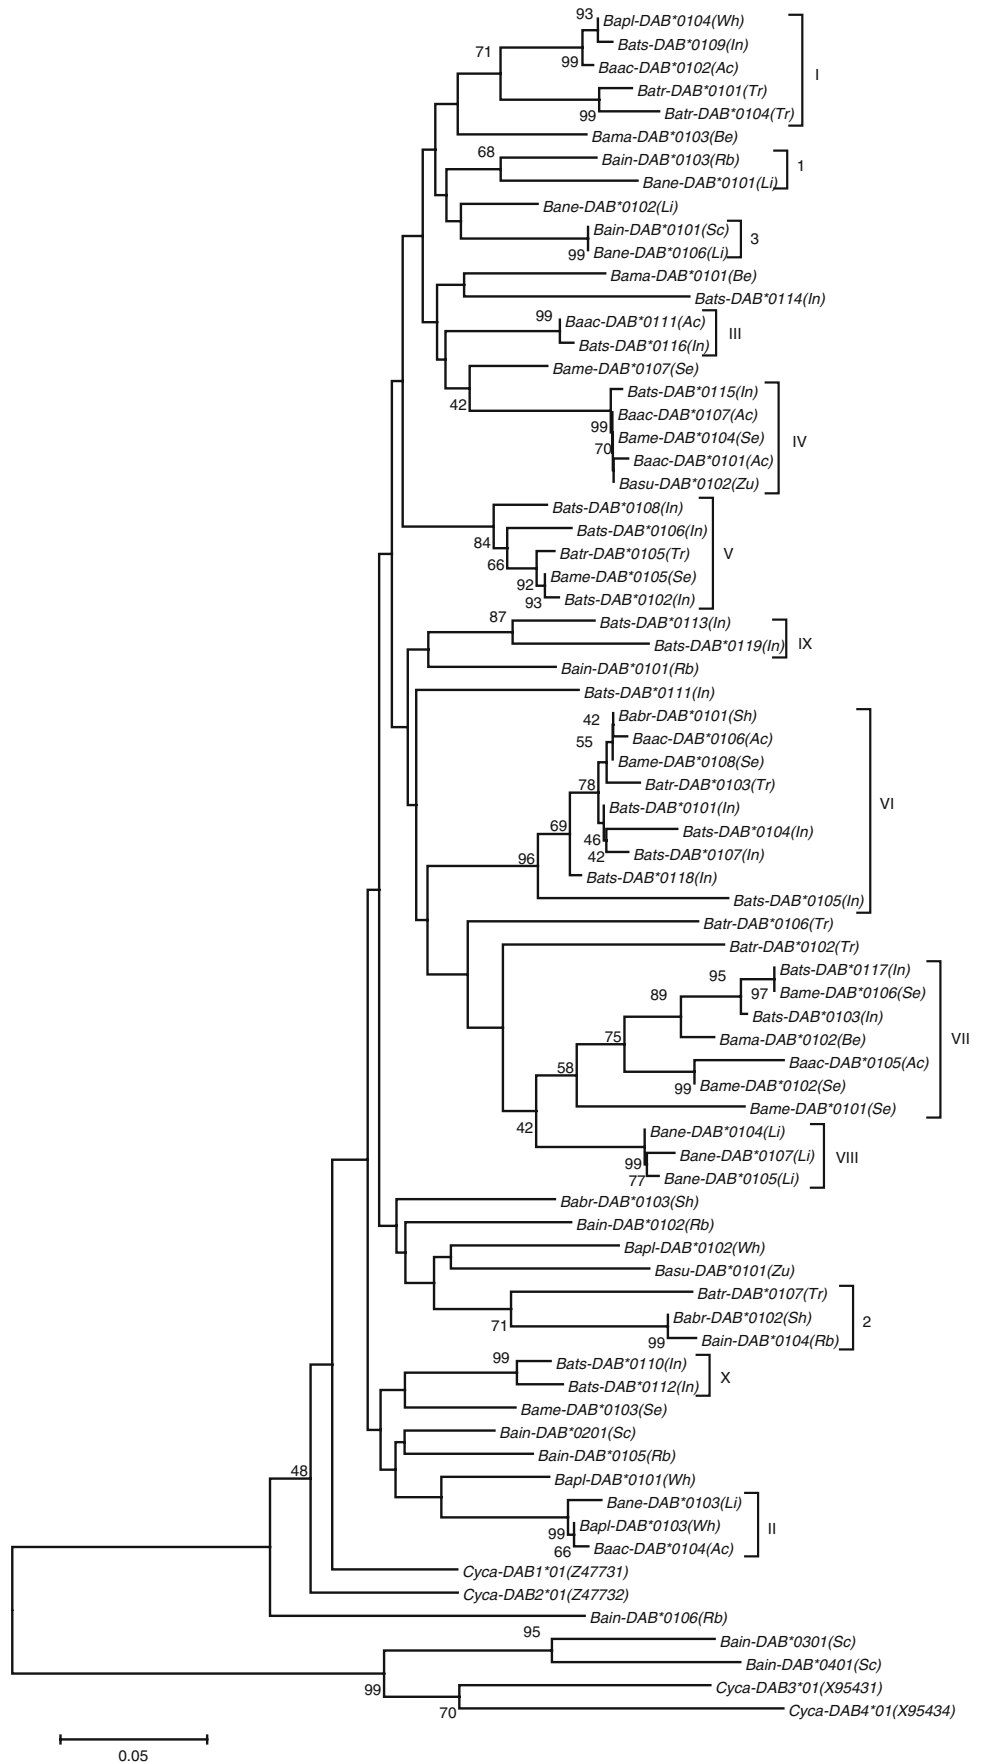 93
Bapl-DAB*0104(Wh)
Bats-DAB*0109(In)
71
99
Baac-DAB*0102(Ac)
I
Batr-DAB*0101(Tr)
99
Batr-DAB*0104(Tr)
Bama-DAB*0103(Be)
68
Bain-DAB*0103(Rb)
1
Bane-DAB*0101(Li)
Bane-DAB*0102(Li)
Bain-DAB*0101(Sc)
3
99
Bane-DAB*0106(Li)
Bama-DAB*0101(Be)
Bats-DAB*0114(In)
99
Baac-DAB*0111(Ac)
III
Bats-DAB*0116(In)
Bame-DAB*0107(Se)
42
Bats-DAB*0115(In)
Baac-DAB*0107(Ac)
99
Bame-DAB*0104(Se)
IV
70
Baac-DAB*0101(Ac)
Basu-DAB*0102(Zu)
Bats-DAB*0108(In)
Bats-DAB*0106(In)
84
Batr-DAB*0105(Tr)
V
66
Bame-DAB*0105(Se)
92
93
Bats-DAB*0102(In)
87
Bats-DAB*0113(In)
Bats-DAB*0119(In)
IX
Bain-DAB*0101(Rb)
Bats-DAB*0111(In)
42
Babr-DAB*0101(Sh)
55
Baac-DAB*0106(Ac)
Bame-DAB*0108(Se)
78
Batr-DAB*0103(Tr)
VI
Bats-DAB*0101(In)
69
Bats-DAB*0104(In)
46
42
Bats-DAB*0107(In)
96
Bats-DAB*0118(In)
Bats-DAB*0105(In)
Batr-DAB*0106(Tr)
Batr-DAB*0102(Tr)
95
Bats-DAB*0117(In)
89
97
Bame-DAB*0106(Se)
Bats-DAB*0103(In)
75
Bama-DAB*0102(Be)
VII
Baac-DAB*0105(Ac)
58
99
Bame-DAB*0102(Se)
Bame-DAB*0101(Se)
42
Bane-DAB*0104(Li)
Bane-DAB*0107(Li)
VIII
99
77
Bane-DAB*0105(Li)
Babr-DAB*0103(Sh)
Bain-DAB*0102(Rb)
Bapl-DAB*0102(Wh)
Basu-DAB*0101(Zu)
Batr-DAB*0107(Tr)
71
Babr-DAB*0102(Sh)
2
99
Bain-DAB*0104(Rb)
99
Bats-DAB*0110(In)
X
Bats-DAB*0112(In)
Bame-DAB*0103(Se)
Bain-DAB*0201(Sc)
Bain-DAB*0105(Rb)
48
Bapl-DAB*0101(Wh)
Bane-DAB*0103(Li)
99
Bapl-DAB*0103(Wh)
II
66
Baac-DAB*0104(Ac)
Cyca-DAB1*01(Z47731)
Cyca-DAB2*01(Z47732)
Bain-DAB*0106(Rb)
95
Bain-DAB*0301(Sc)
Bain-DAB*0401(Sc)
99
Cyca-DAB3*01(X95431)
70
Cyca-DAB4*01(X95434)
0.05